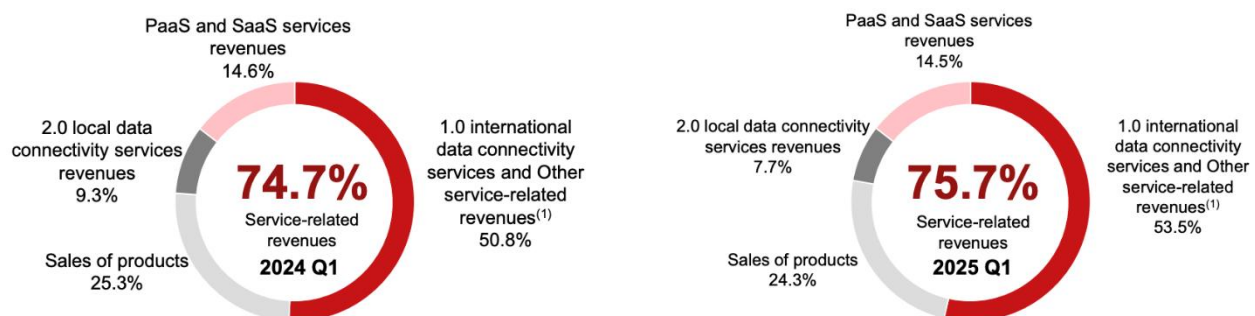 PaaS and SaaS services
revenues
14.6%
2.0 local data
connectivity services
revenues
9.3%
74.7%
Service-related
revenues
2024 Q1
1.0 international
data connectivity
services and Other
service-related
revenues(1)
50.8%
Sales of products
25.3%
PaaS and SaaS services
revenues
14.5%
2.0 local data connectivity
services revenues
7.7%
75.7%
Service-related
revenues
2025 Q1
1.0 international
data connectivity
services and Other
service-related
revenues(1)
53.5%
Sales of products
24.3%